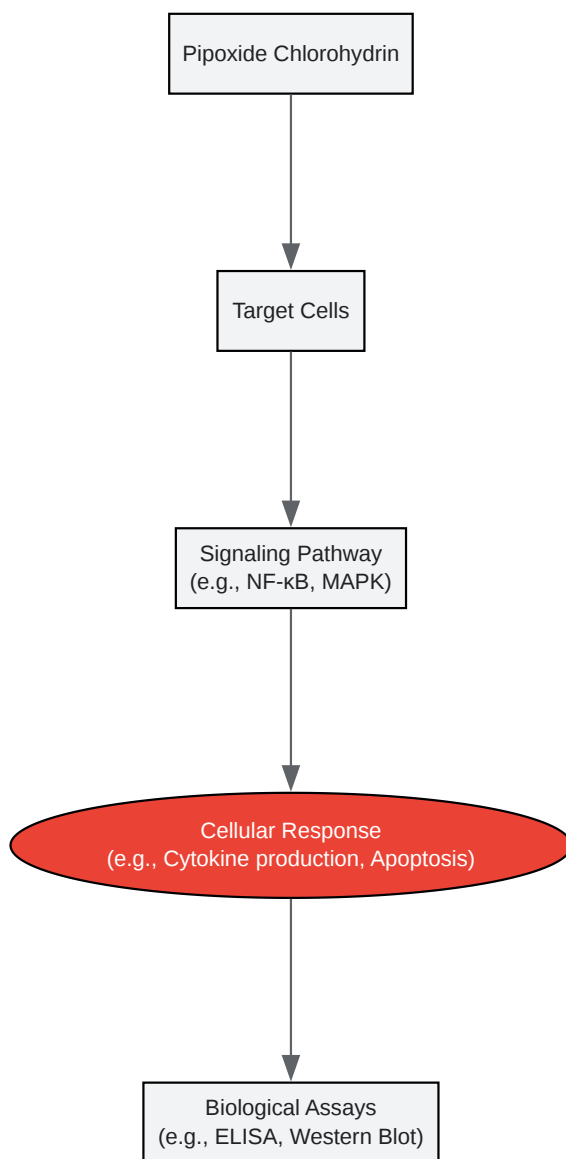 Pipoxide Chlorohydrin
Target Cells
Signaling Pathway
(e.g., NF-κB, MAPK)
Cellular Response
(e.g., Cytokine production, Apoptosis)
Biological Assays
(e.g., ELISA, Western Blot)